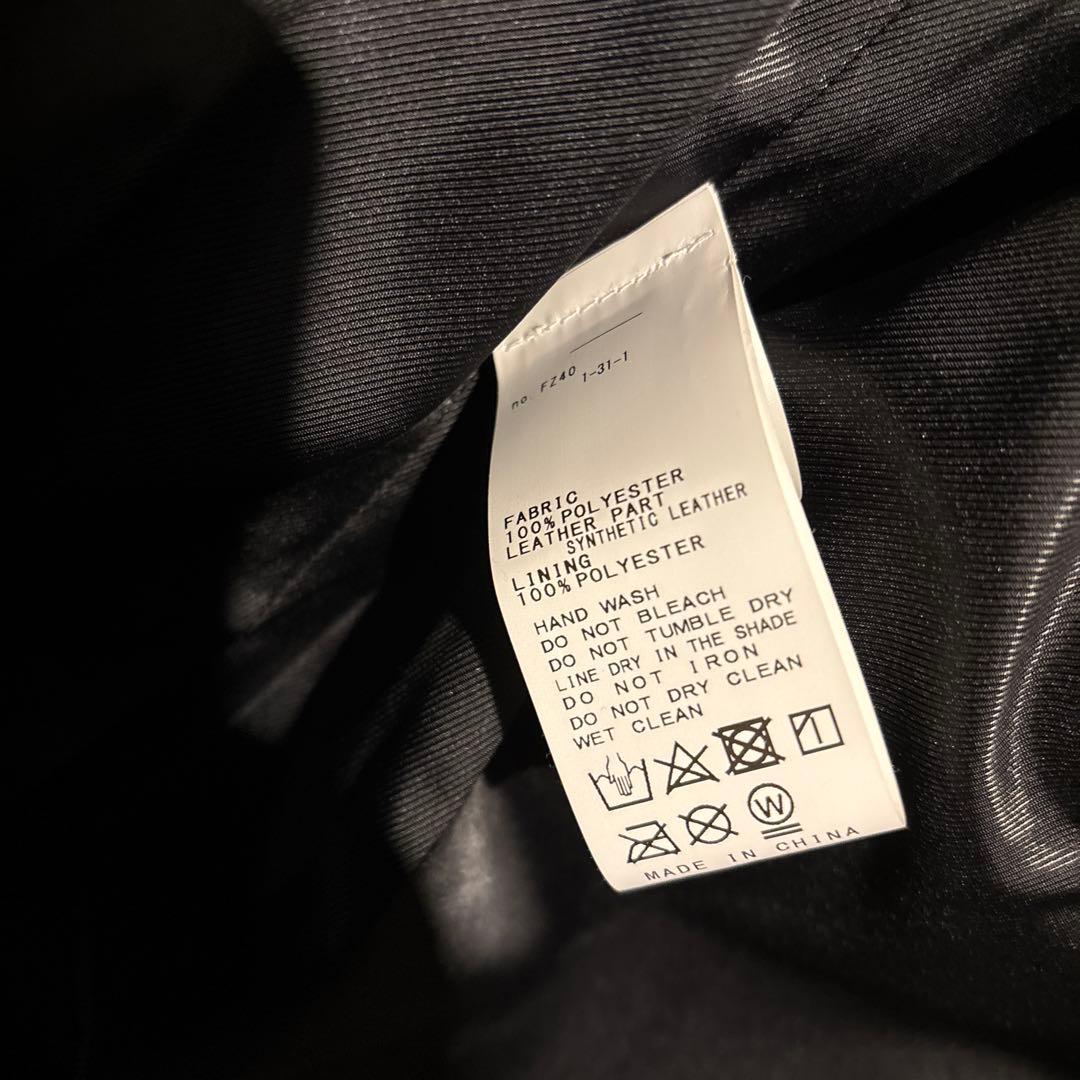 no. FZ40
1-31-1
FABRIC
100%POLYESTER
LEATHER PART
SYNTHETIC LEATHER
LINING
100%POLYESTER
HAND WASH
DO NOT BLEACH
DO NOT TUMBLE DRY
LINE DRY IN THE SHADE
DO NOT IRON
DO NOT DRY CLEAN
WET CLEAN
W
MADE IN CHINA